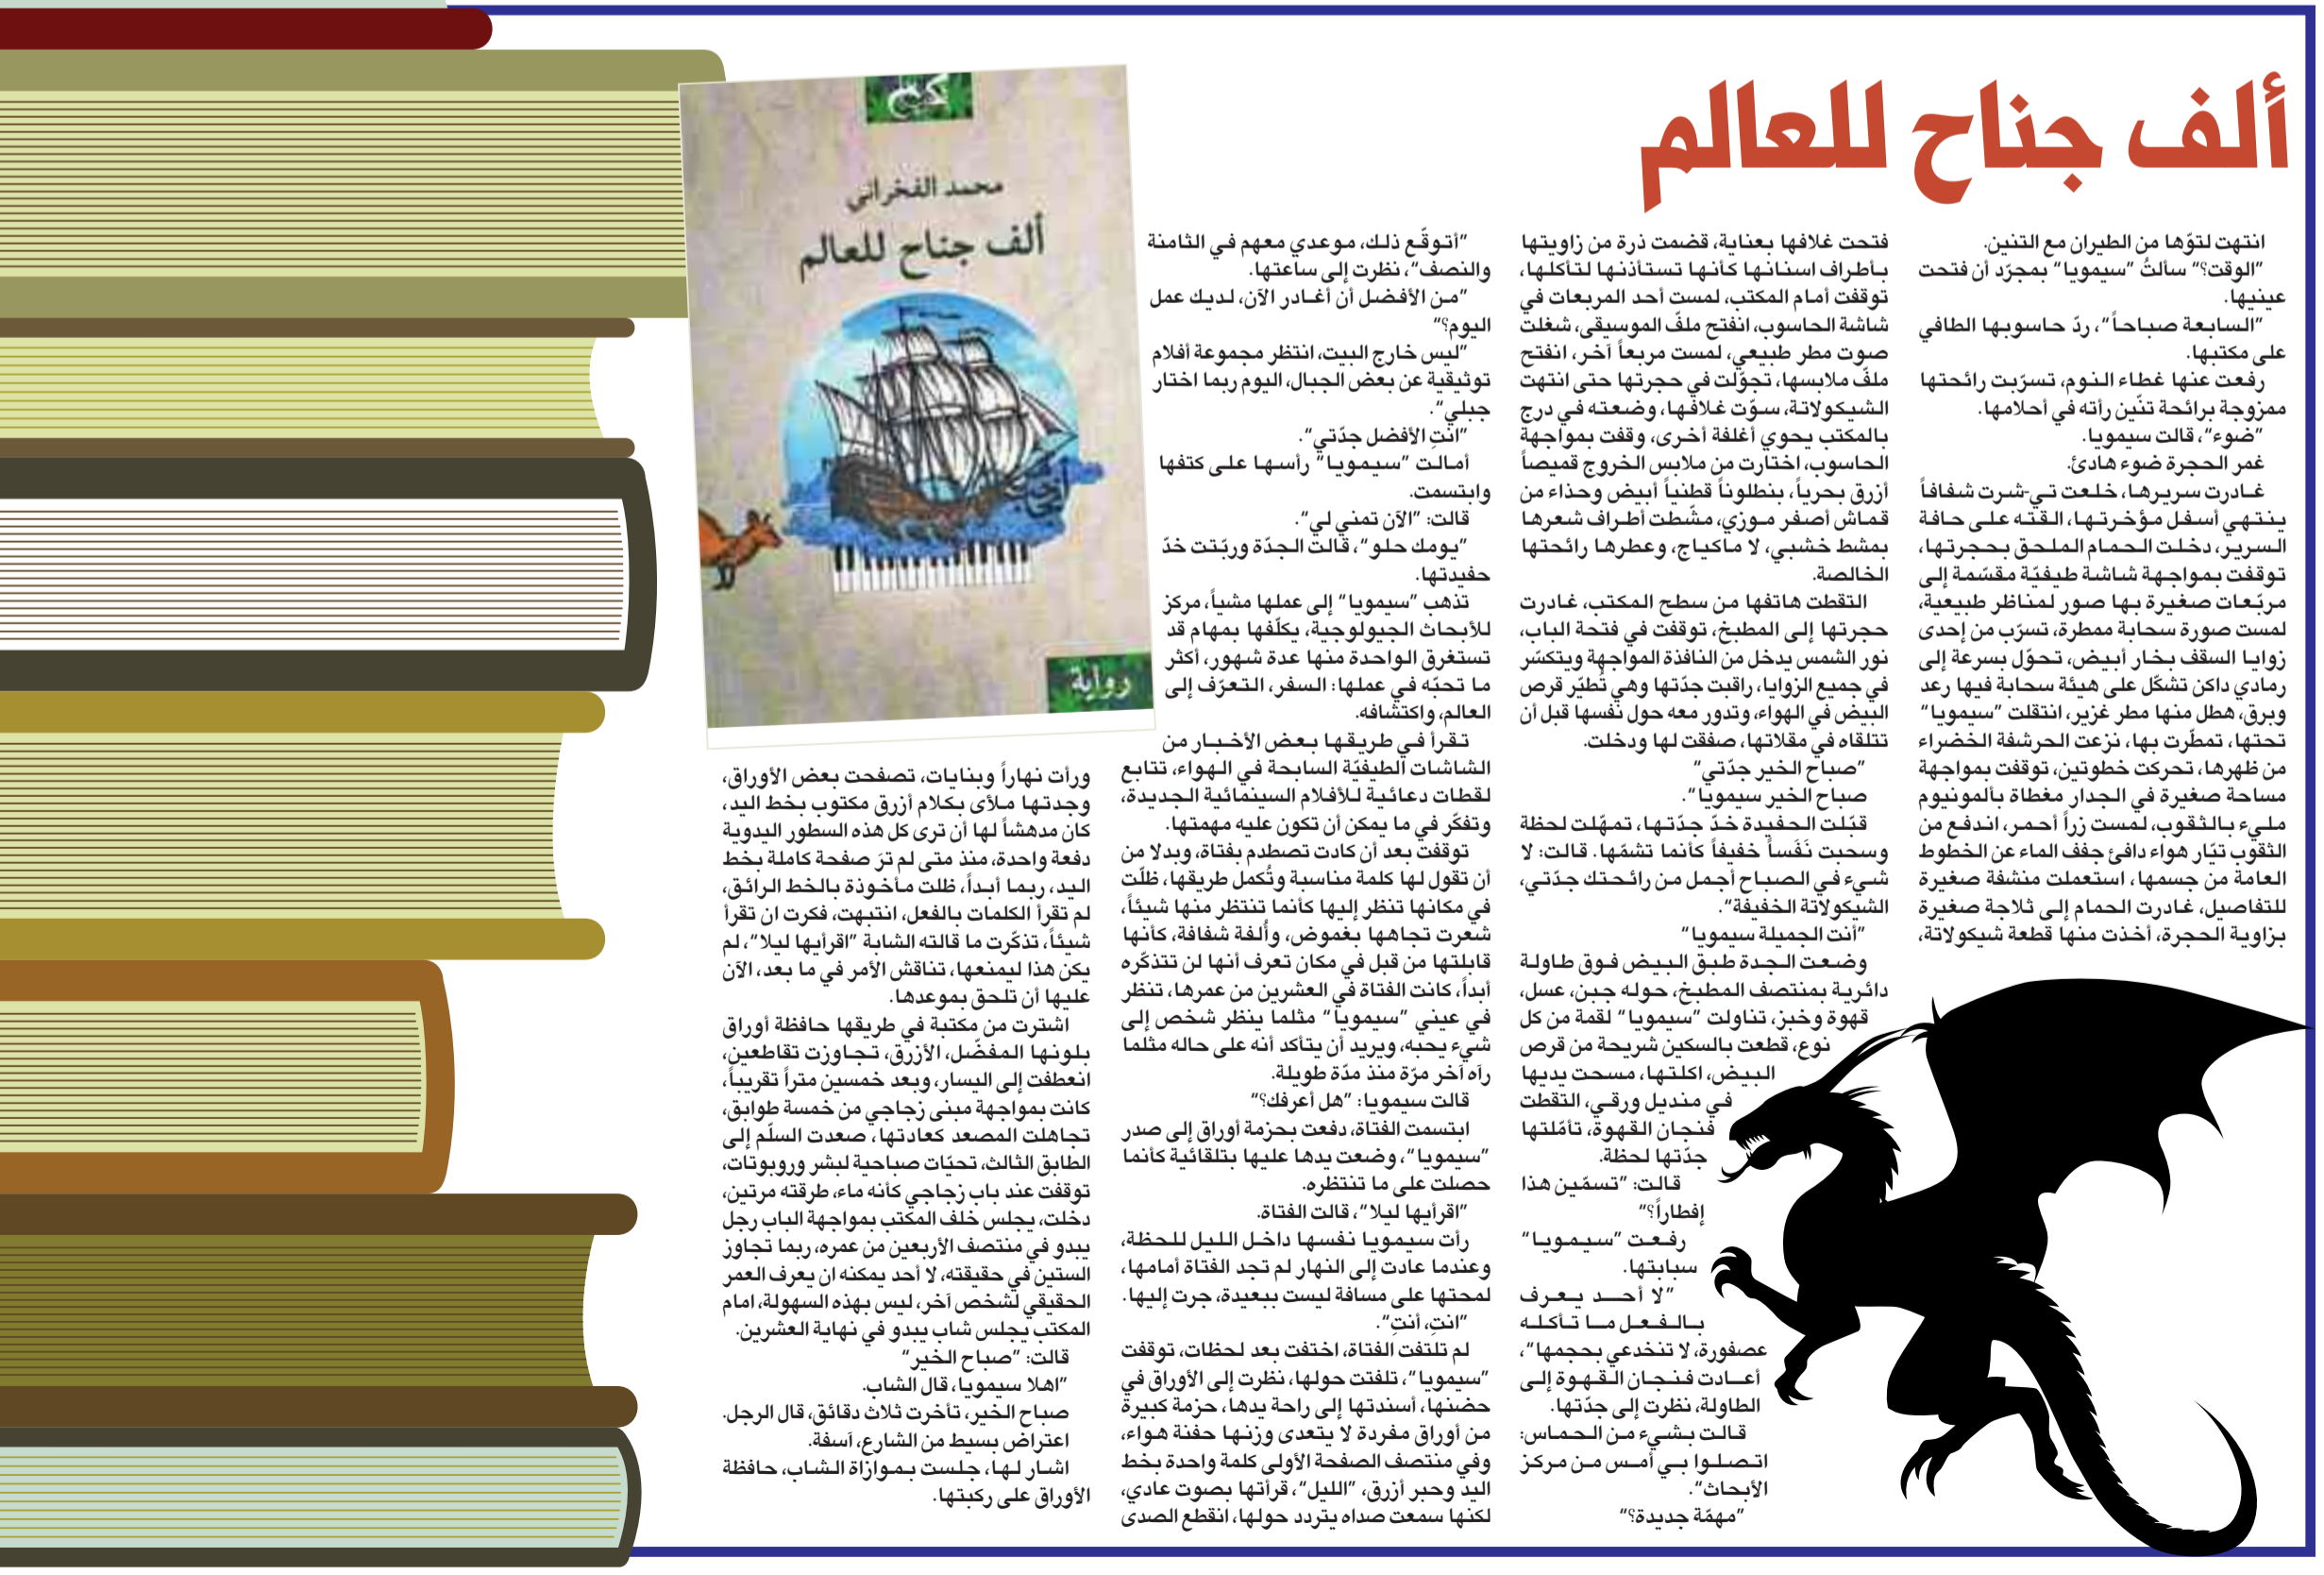 ألف جناح للعالم
انتهت لتوّها من الطيران مع التنين.
"الوقت؟" سألتُ "سيمويا" بمجرّد أن فتحت
عينيها.
"السابعة صباحاً"، ردّ حاسوبها الطافي
على مكتبها.
رفعت عنها غطاء النوم، تسرّبت رائحتها
ممزوجة برائحة تنّين رأته في أحلامها.
"ضوء"، قالت سيمويا.
غمر الحجرة ضوء هادئ.
غادرت سريرها، خلعت تي-شرت شفافاً
ينتهي أسفل مؤخرتها، القته على حافة
السرير، دخلت الحمام الملحق بحجرتها،
توقفت بمواجهة شاشة طيفيّة مقسّمة إلى
مربّعات صغيرة بها صور لمناظر طبيعية،
لمست صورة سحابة ممطرة، تسرّب من إحدى
زوايا السقف بخار أبيض، تحوّل بسرعة إلى
رمادي داكن تشكّل على هيئة سحابة فيها رعد
وبرق، هطل منها مطر غزير، انتقلت "سيمويا"
تحتها، تمطّرت بها، نزعت الحرشفة الخضراء
من ظهرها، تحركت خطوتين، توقفت بمواجهة
مساحة صغيرة في الجدار مغطاة بألمونيوم
مليء بالثقوب، لمست زراً أحمر، اندفع من
الثقوب تيّار هواء دافئ جفف الماء عن الخطوط
العامة من جسمها، استعملت منشفة صغيرة
للتفاصيل، غادرت الحمام إلى ثلاجة صغيرة
بزاوية الحجرة، أخذت منها قطعة شيكولاتة،
فتحت غلافها بعناية، قضمت ذرة من زاويتها
بأطراف اسنانها كأنها تستأذنها لتأكلها،
توقفت أمام المكتب، لمست أحد المربعات في
شاشة الحاسوب، انفتح ملفّ الموسيقى، شغلت
صوت مطر طبيعي، لمست مربعاً آخر، انفتح
ملفّ ملابسها، تجوّلت في حجرتها حتى انتهت
الشيكولاتة، سوّت غلافها، وضعته في درج
بالمكتب يحوي أغلفة أخرى، وقفت بمواجهة
الحاسوب، اختارت من ملابس الخروج قميصاً
أزرق بحرياً، بنطلوناً قطنياً أبيض وحذاء من
قماش أصفر موزي، مشّطت أطراف شعرها
بمشط خشبي، لا ماكياج، وعطرها رائحتها
الخالصة.
التقطت هاتفها من سطح المكتب، غادرت
حجرتها إلى المطبخ، توقفت في فتحة الباب،
نور الشمس يدخل من النافذة المواجهة ويتكسّر
في جميع الزوايا، راقبت جدّتها وهي تُطيّر قرص
البيض في الهواء، وتدور معه حول نفسها قبل أن
تتلقاه في مقلاتها، صفقت لها ودخلت.
"صباح الخير جدّتي"
صباح الخير سيمويا".
قبّلت الحفيدة خدّ جدّتها، تمهّلت لحظة
وسحبت نَفَساً خفيفاً كأنما تشمّها. قالت: لا
شيء في الصباح أجمل من رائحتك جدّتي،
الشيكولاتة الخفيفة".
"أنت الجميلة سيمويا"
وضعت الجدة طبق البيض فوق طاولة
دائرية بمنتصف المطبخ، حوله جبن، عسل،
قهوة وخبز، تناولت "سيمويا" لقمة من كل
نوع، قطعت بالسكين شريحة من قرص
البيض، اكلتها، مسحت يديها
في منديل ورقي، التقطت
فنجان القهوة، تأمّلتها
جدّتها لحظة.
قالت: "تسمّين هذا
إفطاراً؟"
رفعت "سيمويا"
سبابتها.
"لا أحد يعرف
بالفعل ما تأكله
عصفورة، لا تنخدعي بحجمها"،
أعادت فنجان القهوة إلى
الطاولة، نظرت إلى جدّتها.
قالت بشيء من الحماس:
اتصلوا بي أمس من مركز
الأبحاث".
"مهمّة جديدة؟"
"أتوقّع ذلك، موعدي معهم في الثامنة
والنصف"، نظرت إلى ساعتها.
"من الأفضل أن أغادر الآن، لديك عمل
اليوم؟"
"ليس خارج البيت، انتظر مجموعة أفلام
توثيقية عن بعض الجبال، اليوم ربما اختار
جبلي".
"انتِ الأفضل جدّتي".
أمالت "سيمويا" رأسها على كتفها
وابتسمت.
قالت: "الآن تمني لي".
"يومك حلو"، قالت الجدّة وربّتت خدّ
حفيدتها.
تذهب "سيمويا" إلى عملها مشياً، مركز
للأبحاث الجيولوجية، يكلّفها بمهام قد
تستغرق الواحدة منها عدة شهور، أكثر
ما تحبّه في عملها: السفر، التعرّف إلى
العالم، واكتشافه.
تقرأ في طريقها بعض الأخبار من
الشاشات الطيفيّة السابحة في الهواء، تتابع
لقطات دعائية للأفلام السينمائية الجديدة،
وتفكّر في ما يمكن أن تكون عليه مهمتها.
توقفت بعد أن كادت تصطدم بفتاة، وبدلا من
أن تقول لها كلمة مناسبة وتُكمل طريقها، ظلّت
في مكانها تنظر إليها كأنما تنتظر منها شيئاً،
شعرت تجاهها بغموض، وأُلفة شفافة، كأنها
قابلتها من قبل في مكان تعرف أنها لن تتذكّره
أبداً، كانت الفتاة في العشرين من عمرها، تنظر
في عيني "سيمويا" مثلما ينظر شخص إلى
شيء يحبّه، ويريد أن يتأكد أنه على حاله مثلما
رآه آخر مرّة منذ مدّة طويلة.
قالت سيمويا: "هل أعرفك؟"
ابتسمت الفتاة، دفعت بحزمة أوراق إلى صدر
"سيمويا"، وضعت يدها عليها بتلقائية كأنما
حصلت على ما تنتظره.
"اقرأيها ليلا"، قالت الفتاة.
رأت سيمويا نفسها داخل الليل للحظة،
وعندما عادت إلى النهار لم تجد الفتاة أمامها،
لمحتها على مسافة ليست ببعيدة، جرت إليها.
"انتِ، أنتِ".
لم تلتفت الفتاة، اختفت بعد لحظات، توقفت
"سيمويا"، تلفتت حولها، نظرت إلى الأوراق في
حضنها، أسندتها إلى راحة يدها، حزمة كبيرة
من أوراق مفردة لا يتعدى وزنها حفنة هواء،
وفي منتصف الصفحة الأولى كلمة واحدة بخط
اليد وحبر أزرق، "الليل"، قرأتها بصوت عادي،
لكنها سمعت صداه يتردد حولها، انقطع الصدى
محمد الفخراني
ألف جناح للعالم
رواية
ورأت نهاراً وبنايات، تصفحت بعض الأوراق،
وجدتها ملأى بكلام أزرق مكتوب بخط اليد،
كان مدهشاً لها أن ترى كل هذه السطور اليدوية
دفعة واحدة، منذ متى لم ترَ صفحة كاملة بخط
اليد، ربما أبداً، ظلت مأخوذة بالخط الرائق،
لم تقرأ الكلمات بالفعل، انتبهت، فكرت ان تقرأ
شيئاً، تذكّرت ما قالته الشابة "اقرأيها ليلا"، لم
يكن هذا ليمنعها، تناقش الأمر في ما بعد، الآن
عليها أن تلحق بموعدها.
اشترت من مكتبة في طريقها حافظة أوراق
بلونها المفضّل، الأزرق، تجاوزت تقاطعين،
انعطفت إلى اليسار، وبعد خمسين متراً تقريباً،
كانت بمواجهة مبنى زجاجي من خمسة طوابق،
تجاهلت المصعد كعادتها، صعدت السلّم إلى
الطابق الثالث، تحيّات صباحية لبشر وروبوتات،
توقفت عند باب زجاجي كأنه ماء، طرقته مرتين،
دخلت، يجلس خلف المكتب بمواجهة الباب رجل
يبدو في منتصف الأربعين من عمره، ربما تجاوز
الستين في حقيقته، لا أحد يمكنه ان يعرف العمر
الحقيقي لشخص آخر، ليس بهذه السهولة، امام
المكتب يجلس شاب يبدو في نهاية العشرين.
قالت: "صباح الخير"
"اهلا سيمويا، قال الشاب.
صباح الخير، تأخرت ثلاث دقائق، قال الرجل.
اعتراض بسيط من الشارع، آسفة.
اشار لها، جلست بموازاة الشاب، حافظة
الأوراق على ركبتها.